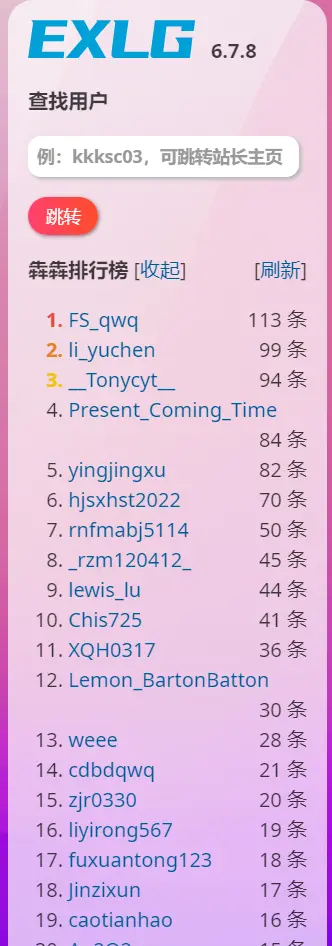 EXLG 6.7.8
查找用户
例：kkksc03，可跳转站长主页
跳转
犇犇排行榜 [收起] [刷新]
1. FS_qwq 113 条
2. li_yuchen 99 条
3. __Tonycyt__ 94 条
4. Present_Coming_Time
84 条
5. yingjingxu 82 条
6. hjsxhst2022 70 条
7. rnfmabj5114 50 条
8. _rzm120412_ 45 条
9. lewis_lu 44 条
10. Chis725 41 条
11. XQH0317 36 条
12. Lemon_BartonBatton
30 条
13. weee 28 条
14. cdbdqwq 21 条
15. zjr0330 20 条
16. liyirong567 19 条
17. fuxuantong123 18 条
18. Jinzixun 17 条
19. caotianhao 16 条